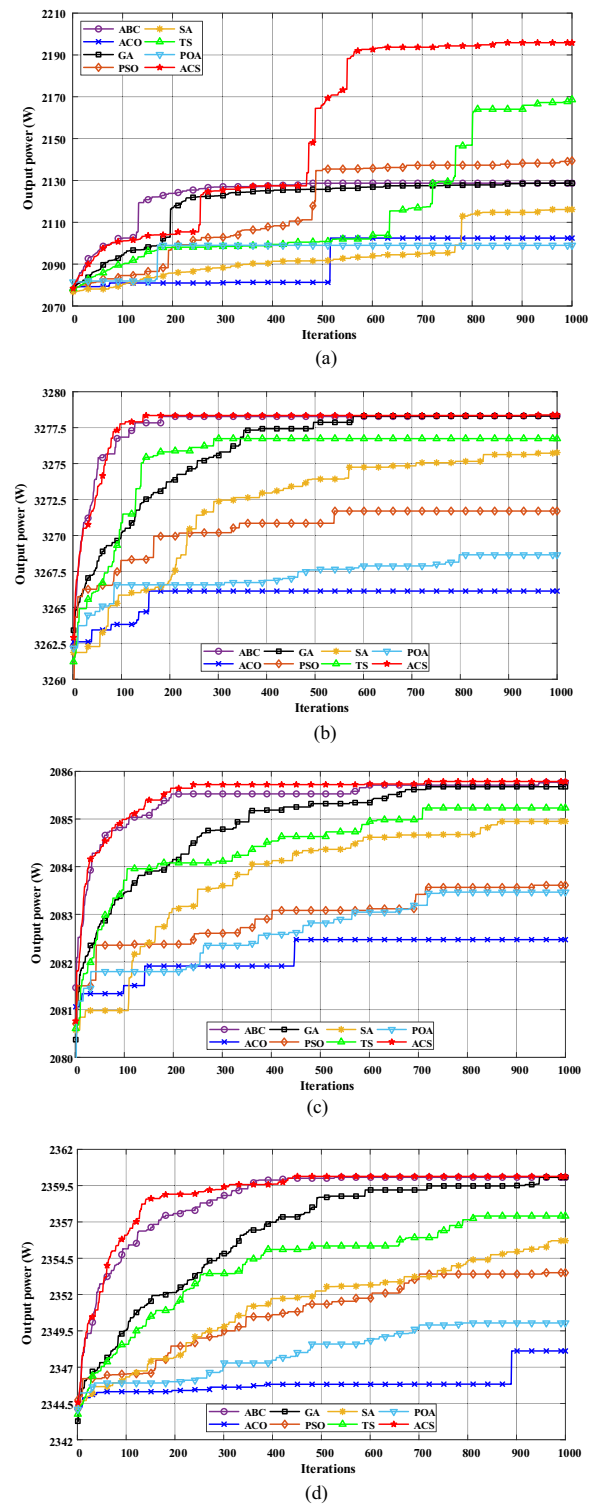 2210
2190
2170
2150
2130
2110
2090
2070
Output power (W)
ABC
SA
ACO
TS
GA
POA
PSO
ACS
0 100 200 300 400 500 600 700 800 900 1000
Iterations
(a)
3280
3277.5
3275
3272.5
3270
3267.5
3265
3262.5
3260
Output power (W)
ABC GA SA POA
ACO PSO TS ACS
0 100 200 300 400 500 600 700 800 900 1000
Iterations
(b)
2086
2085
2084
2083
2082
2081
2080
Output power (W)
ABC GA SA POA
ACO PSO TS ACS
0 100 200 300 400 500 600 700 800 900 1000
Iterations
(c)
2362
2359.5
2357
2354.5
2352
2349.5
2347
2344.5
2342
Output power (W)
ABC GA SA POA
ACO PSO TS ACS
0 100 200 300 400 500 600 700 800 900 1000
Iterations
(d)